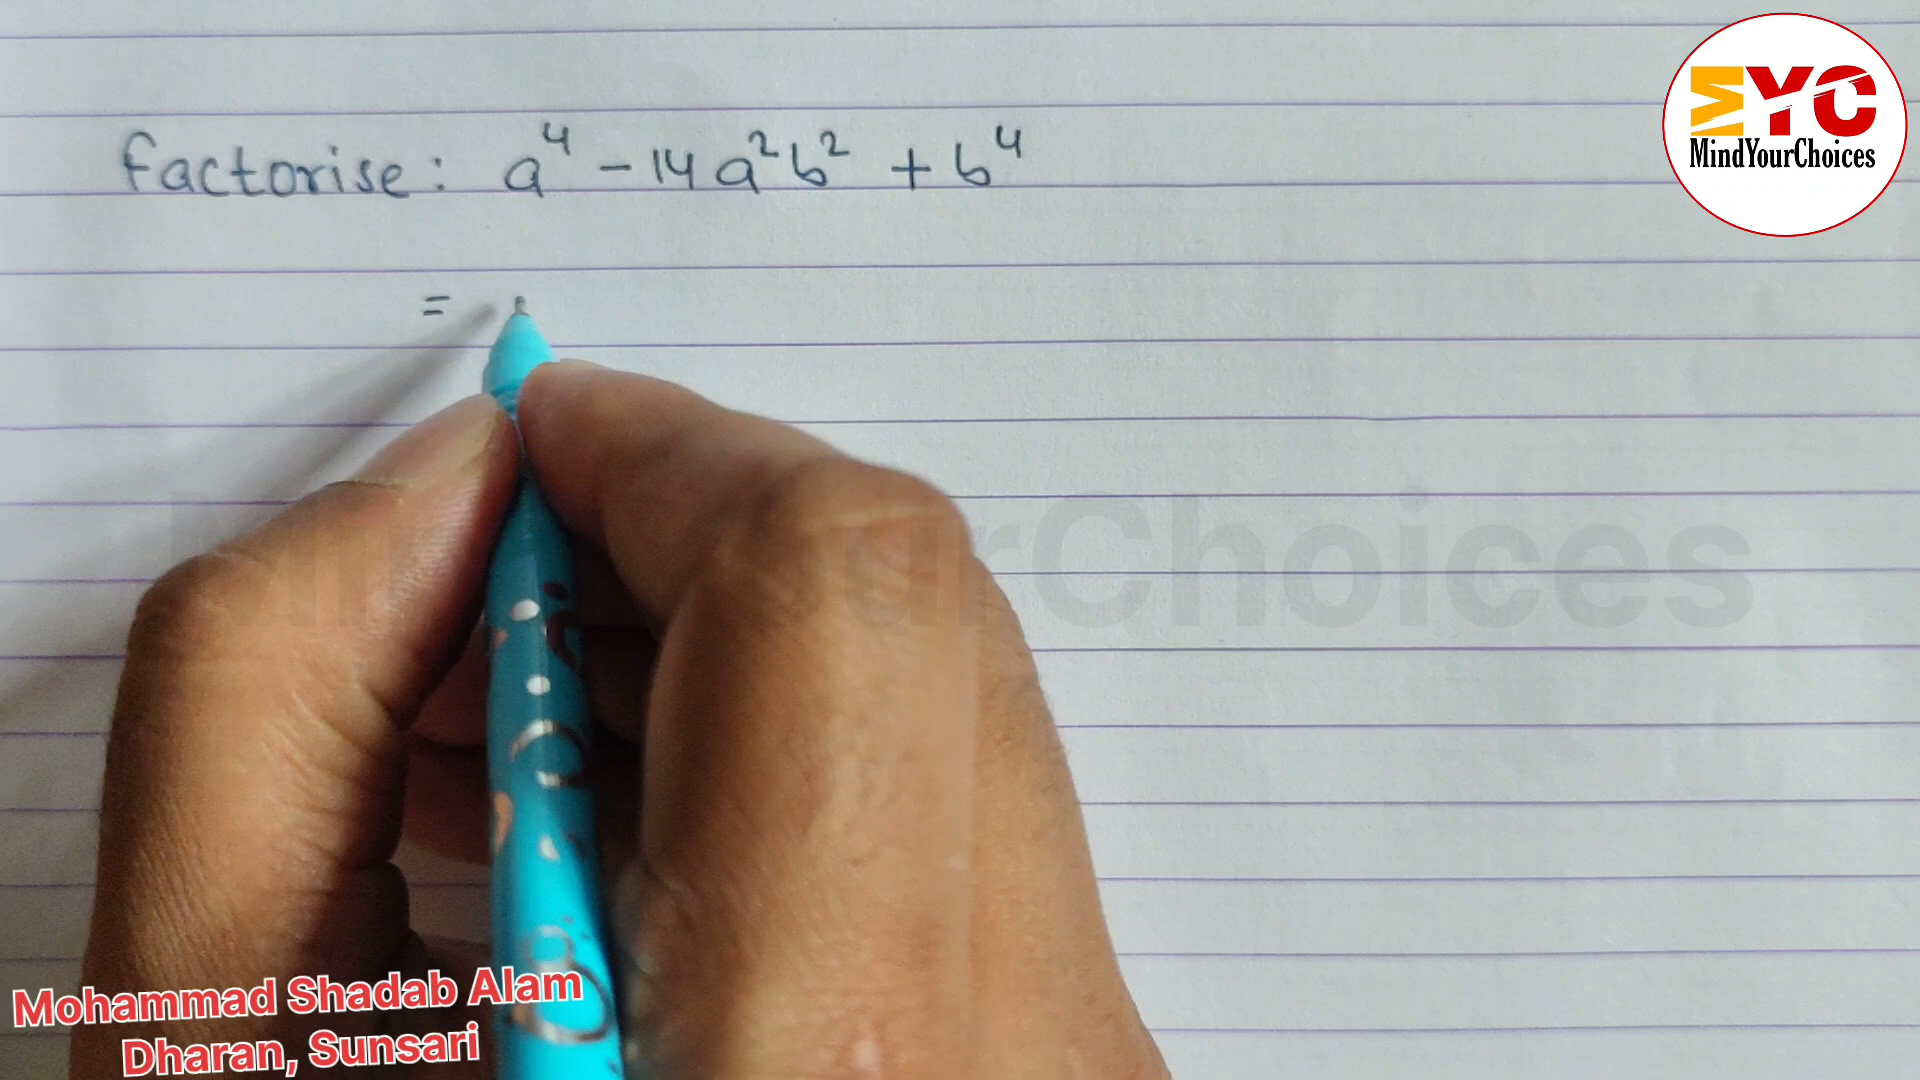 factorise: a⁴ - 14a²b² + b⁴
=
MYC
MindYourChoices
MindYourChoices
Mohammad Shadab Alam
Dharan, Sunsari